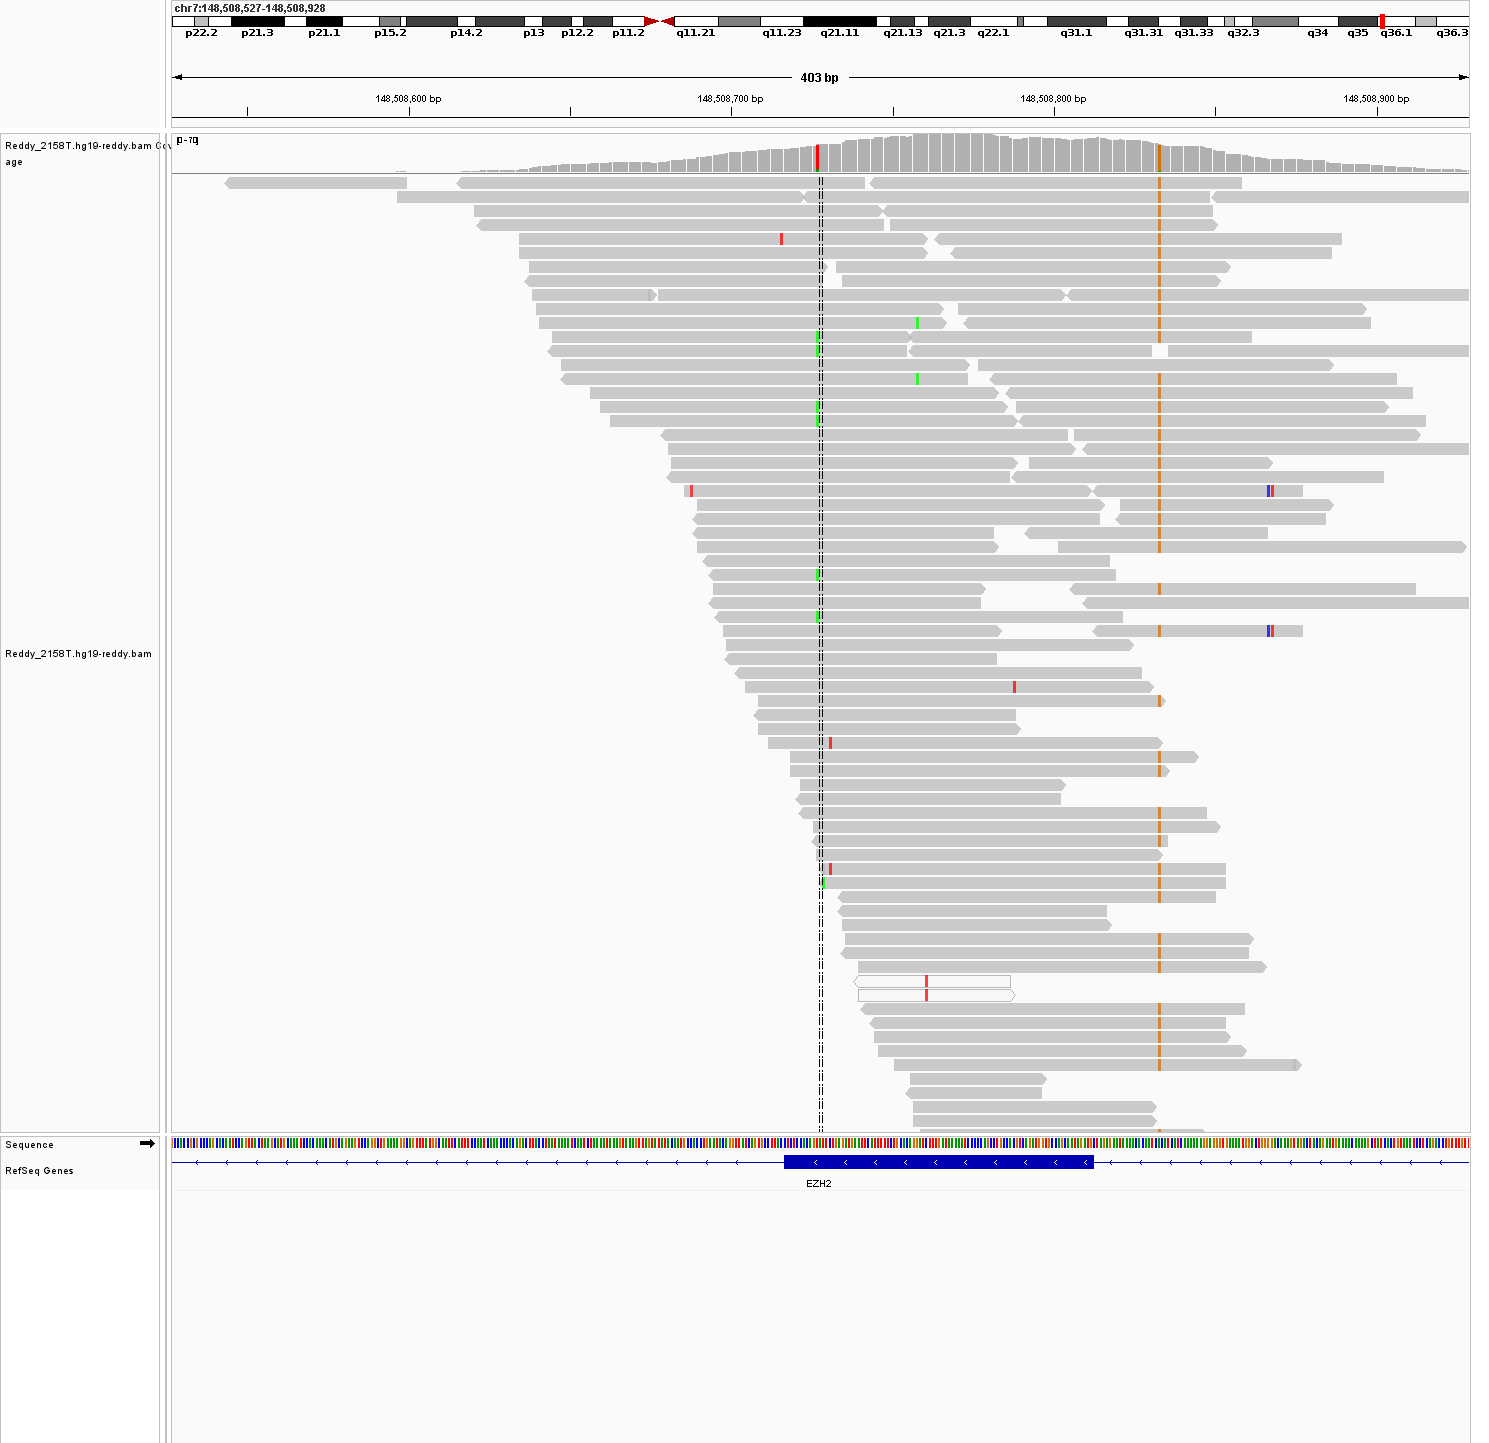 chr7:148,508,527-148,508,928
p22.2 p21.3 p21.1 p15.2 p14.2 p13 p12.2 p11.2 q11.21 q11.23 q21.11 q21.13 q21.3 q22.1 q31.1 q31.31 q31.33 q32.3 q34 q35 q36.1 q36.3
403 bp
148,508,600 bp 148,508,700 bp 148,508,800 bp 148,508,900 bp
Reddy_2158T.hg19-reddy.bam
age
Reddy_2158T.hg19-reddy.bam
Sequence
RefSeq Genes
EZH2